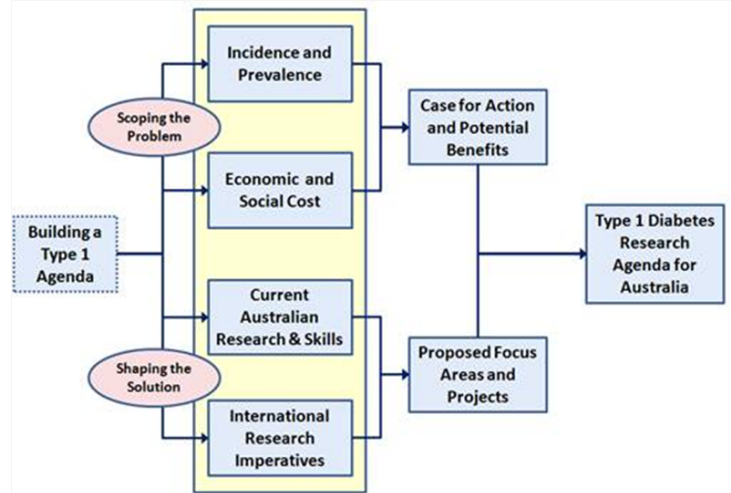 Incidence and
Prevalence
Scoping the
Problem
Case for Action
and Potential
Benefits
Economic and
Social Cost
Building a
Type 1
Agenda
Type 1 Diabetes
Research
Agenda for
Australia
Current
Australian
Research & Skills
Shaping the
Solution
Proposed Focus
Areas and
Projects
International
Research
Imperatives